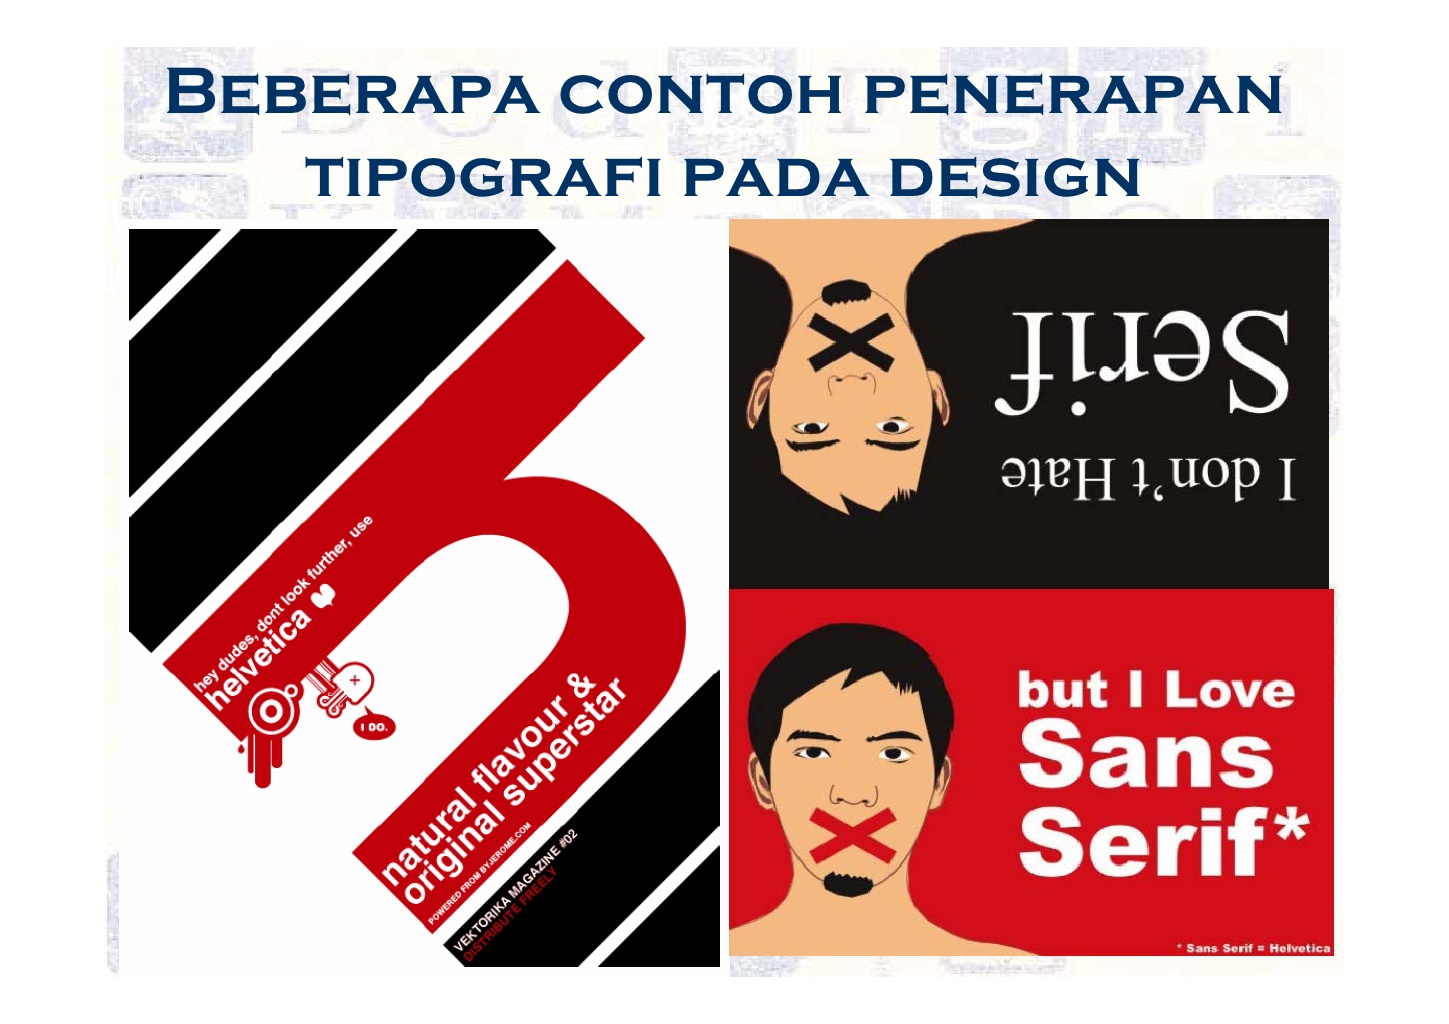 BEBERAPA CONTOH PENERAPAN
TIPOGRAFI PADA DESIGN
hey dudes, dont look further, use
helvetica
I DO.
natural flavour &
original superstar
POWERED FROM BYJEROME.COM
VEKTORIKA MAGAZINE #02
DISTRIBUTE FREELY
I don't Hate
Serif
but I Love
Sans
Serif*
* Sans Serif = Helvetica